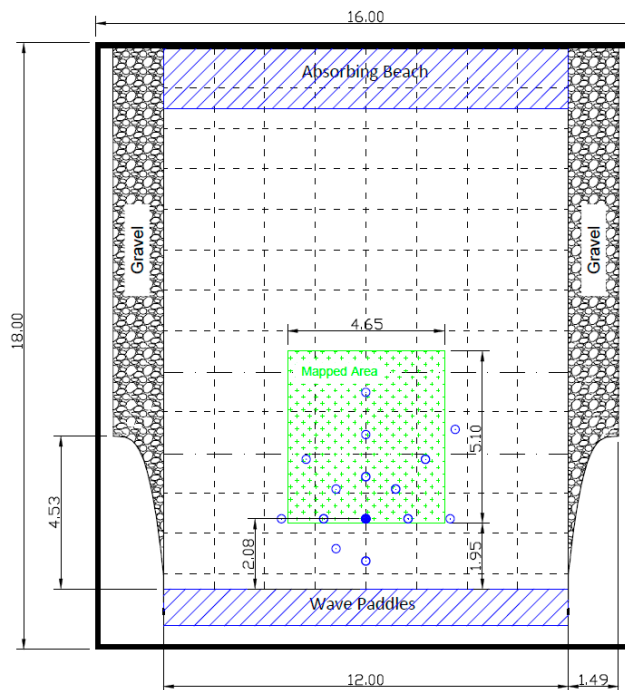 16.00
Absorbing Beach
Gravel
Gravel
18.00
4.65
Mapped Area
5.10
4.53
2.08
1.95
Wave Paddles
12.00
1.49